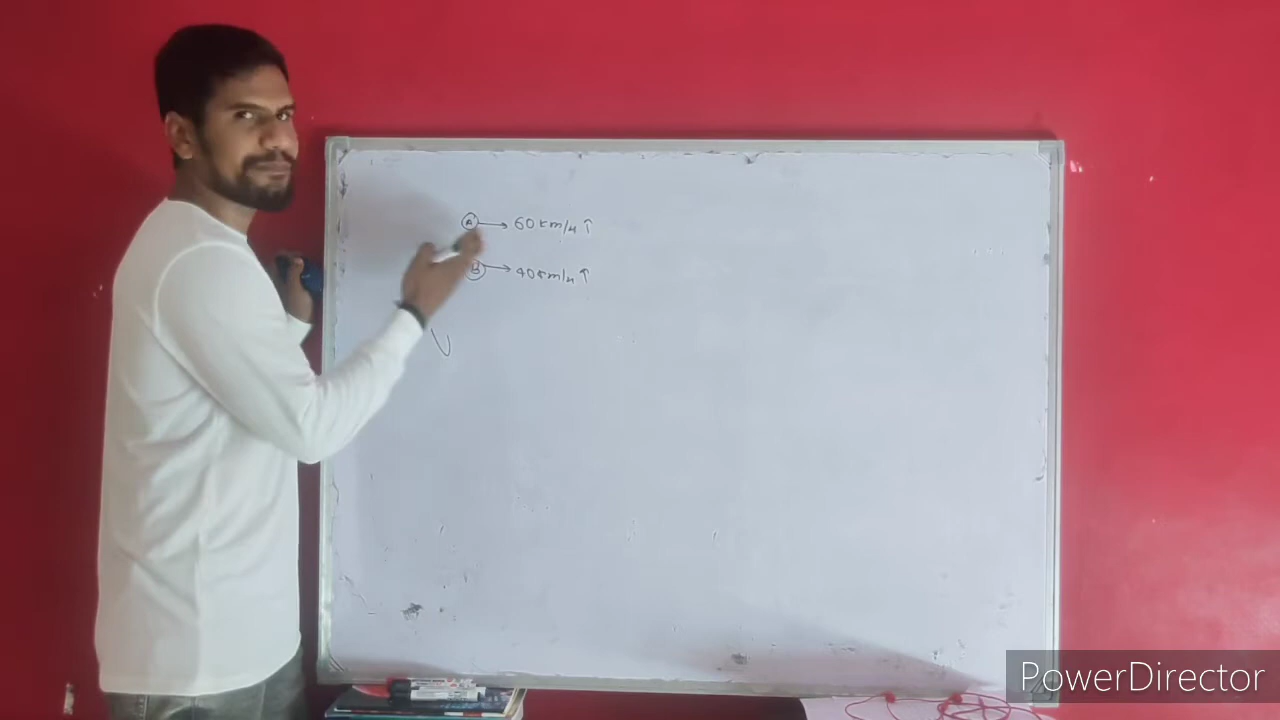 A → 60 km/H ↑
B → 40 km/H ↑
PowerDirector